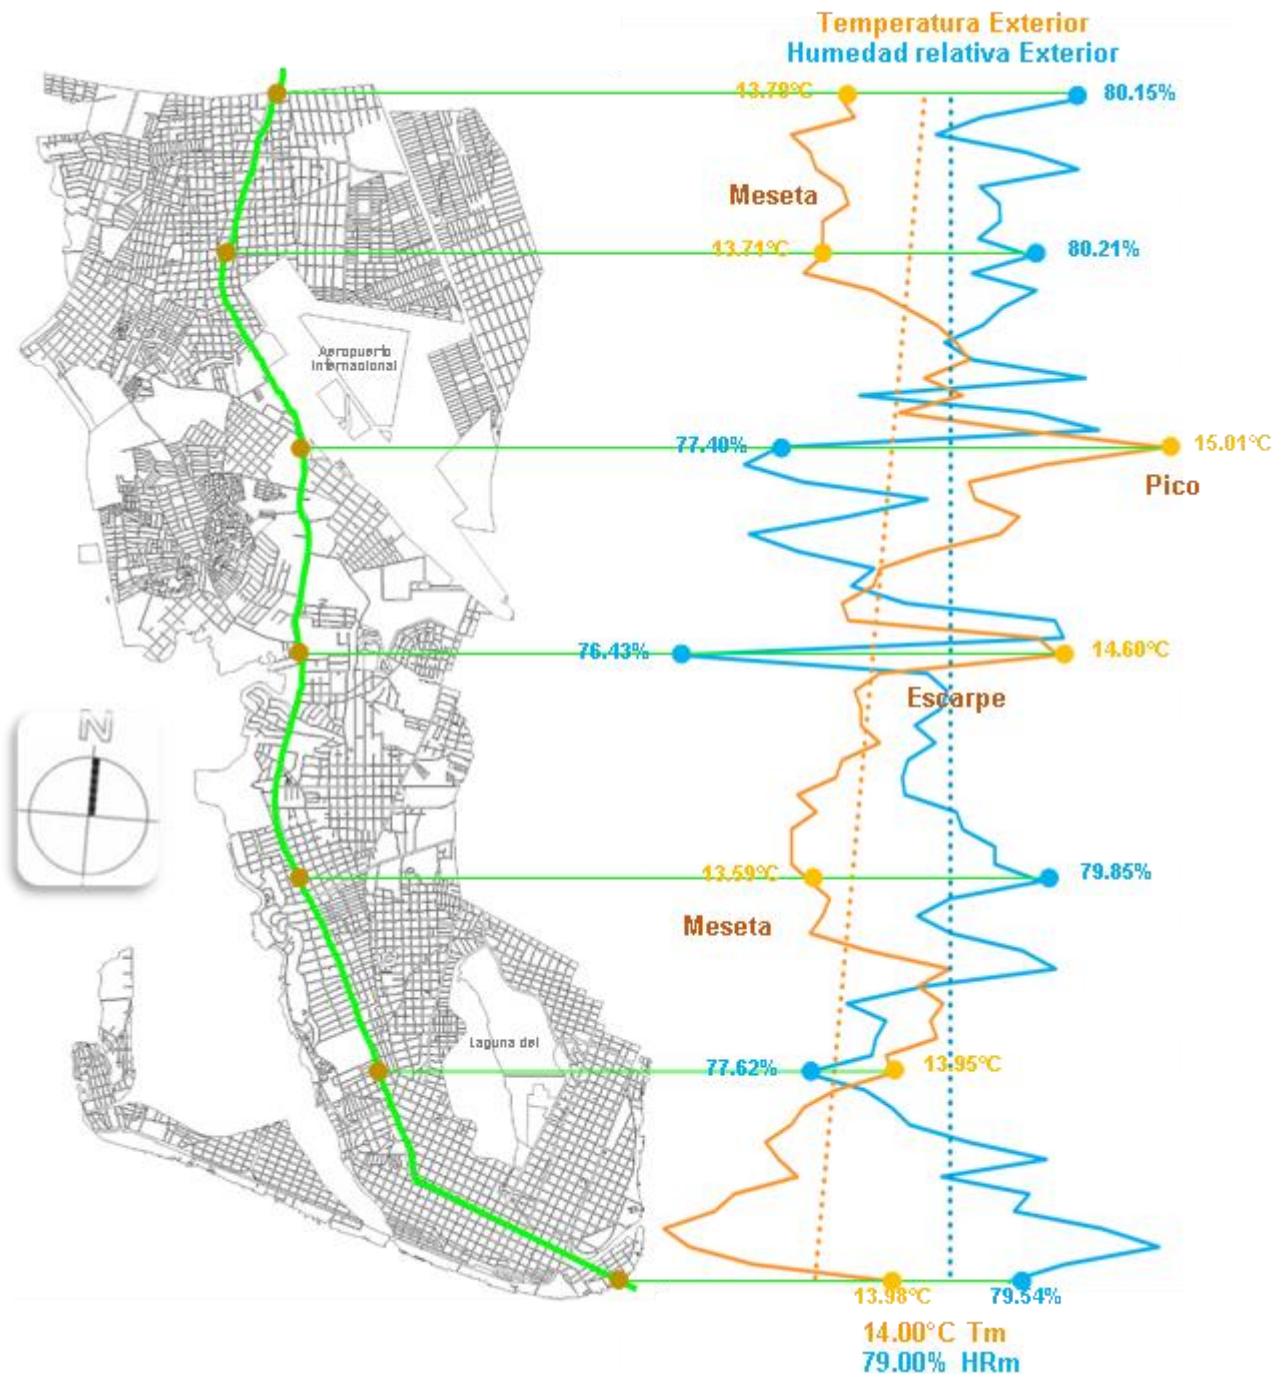 Temperatura Exterior
Humedad relativa Exterior
13.78°C
80.15%
Meseta
13.71°C
80.21%
Aeropuerto
Internacional
77.40%
15.01°C
Pico
76.43%
14.60°C
Escarpe
N
13.59°C
79.85%
Meseta
Laguna del
77.62%
13.95°C
13.98°C
79.54%
14.00°C Tm
79.00% HRm